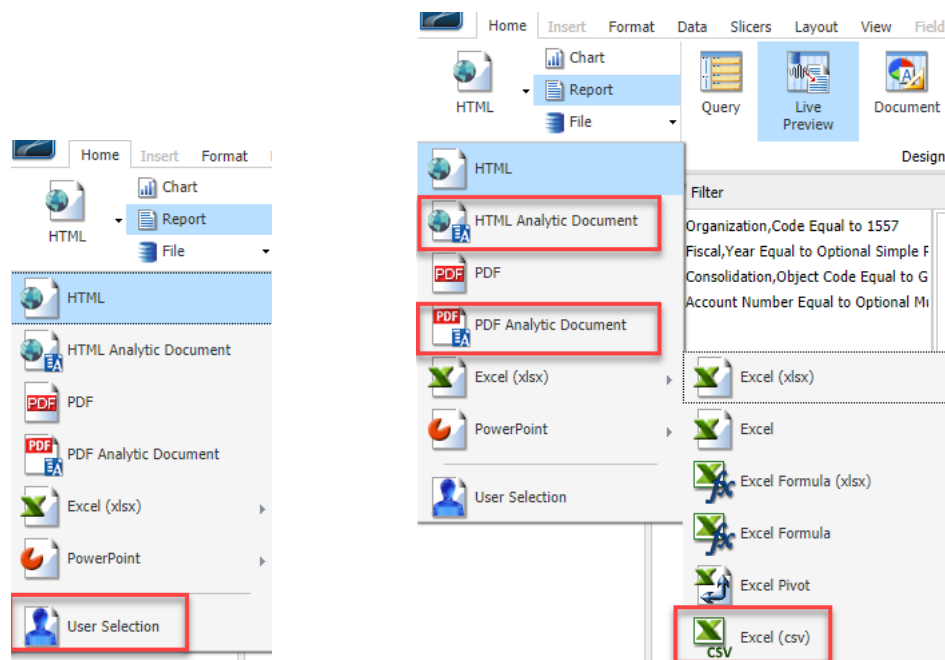 Home Insert Format
Chart
Report
File
HTML
HTML
HTML Analytic Document
PDF
PDF
PDF Analytic Document
Excel (xlsx)
PowerPoint
User Selection
Home Insert Format Data Slicers Layout View Field
Chart
Report
File
HTML
Query
Live
Preview
Document
Design
HTML
HTML Analytic Document
PDF
PDF
PDF
PDF Analytic Document
Excel (xlsx)
PowerPoint
User Selection
Filter
Organization,Code Equal to 1557
Fiscal,Year Equal to Optional Simple
Consolidation,Object Code Equal to G
Account Number Equal to Optional
Excel (xlsx)
Excel
Excel Formula (xlsx)
Excel Formula
Excel Pivot
CSV
Excel (csv)